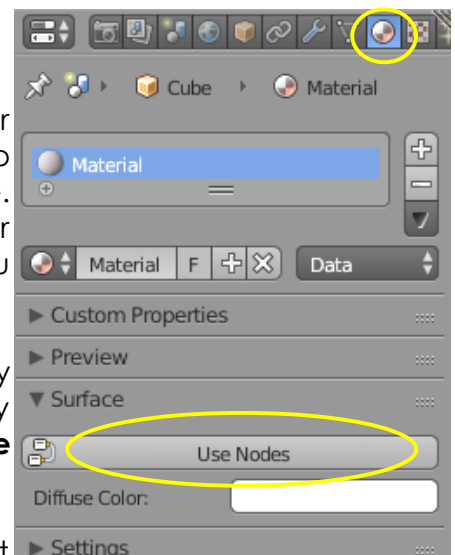 Cube Material
Material
Material F Data
Custom Properties
Preview
Surface
Use Nodes
Diffuse Color:
Settings